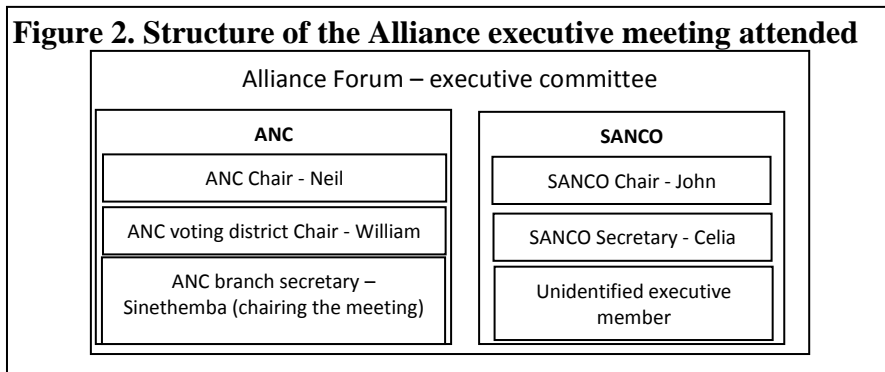 Figure 2. Structure of the Alliance executive meeting attended
Alliance Forum – executive committee
ANC
ANC Chair - Neil
ANC voting district Chair - William
ANC branch secretary –
Sinethemba (chairing the meeting)
SANCO
SANCO Chair - John
SANCO Secretary - Celia
Unidentified executive
member